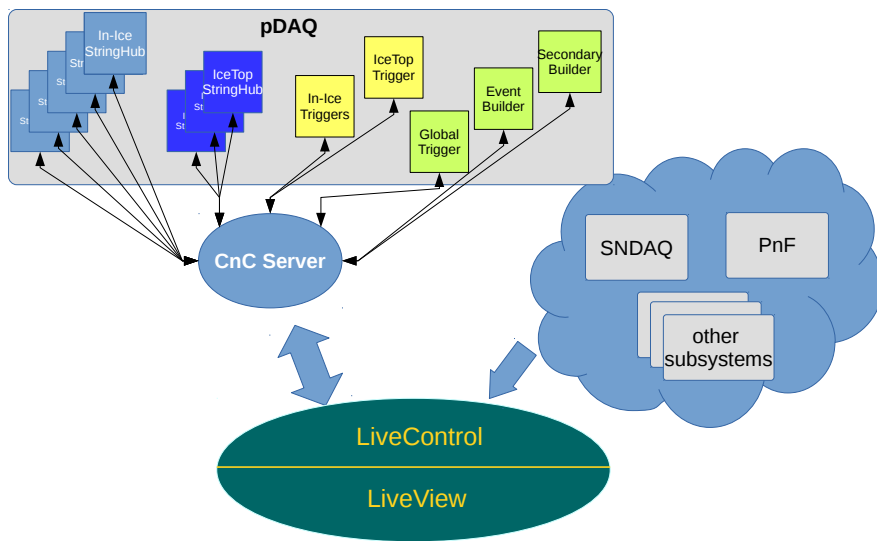 pDAQ
In-Ice
StringHub
IceTop
StringHub
In-Ice
Triggers
IceTop
Trigger
Global
Trigger
Event
Builder
Secondary
Builder
CnC Server
SNDAQ
PnF
other
subsystems
LiveControl
LiveView